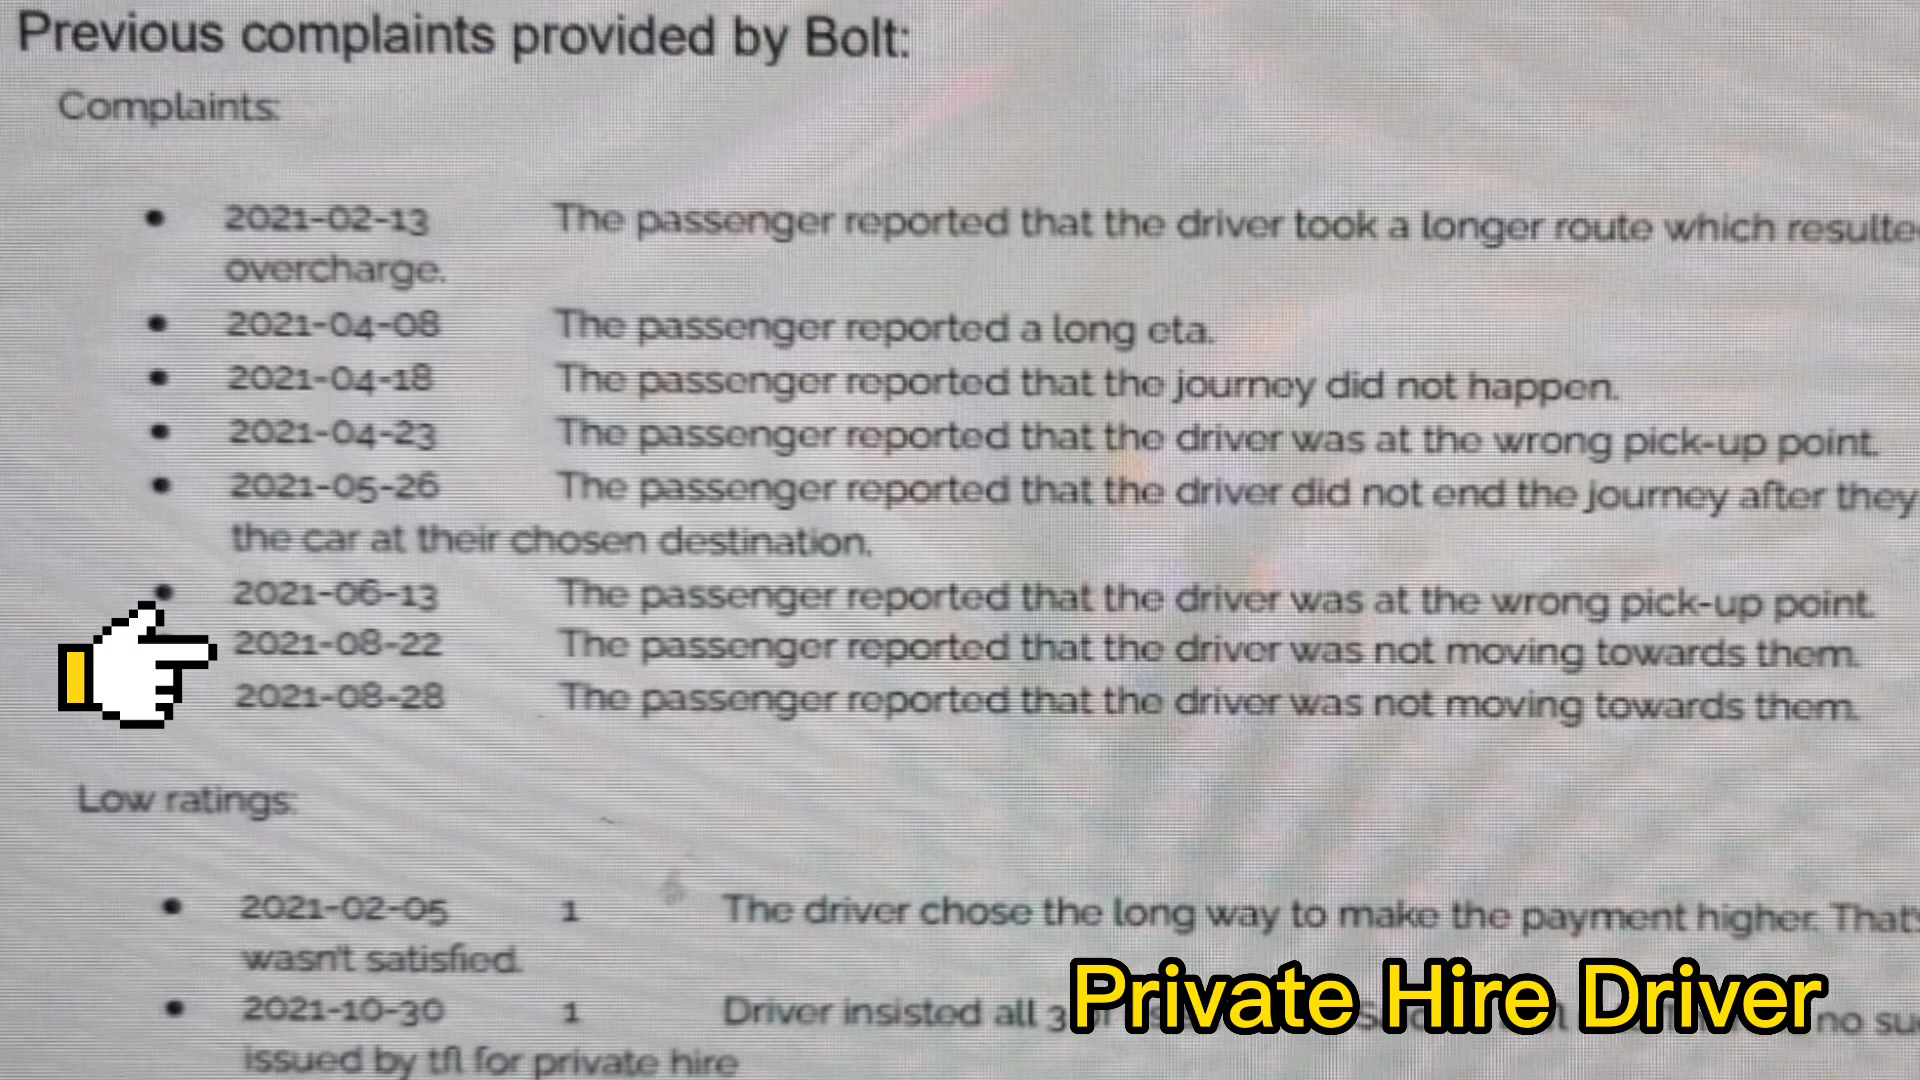 Previous complaints provided by Bolt:
Complaints:
2021-02-13 The passenger reported that the driver took a longer route which
overcharge.
2021-04-08 The passenger reported a long eta.
2021-04-18 The passenger reported that the journey did not happen.
2021-04-23 The passenger reported that the driver was at the wrong pick-up point.
2021-05-26 The passenger reported that the driver did not end the journey after they
the car at their chosen destination.
2021-06-13 The passenger reported that the driver was at the wrong pick-up point.
2021-08-22 The passenger reported that the driver was not moving towards them.
2021-08-28 The passenger reported that the driver was not moving towards them.
Low ratings:
2021-02-05 1 The driver chose the long way to make the payment higher. That's
wasn't satisfied.
2021-10-30 1 Driver insisted all 3 no
issued by tfl for private hire
Private Hire Driver